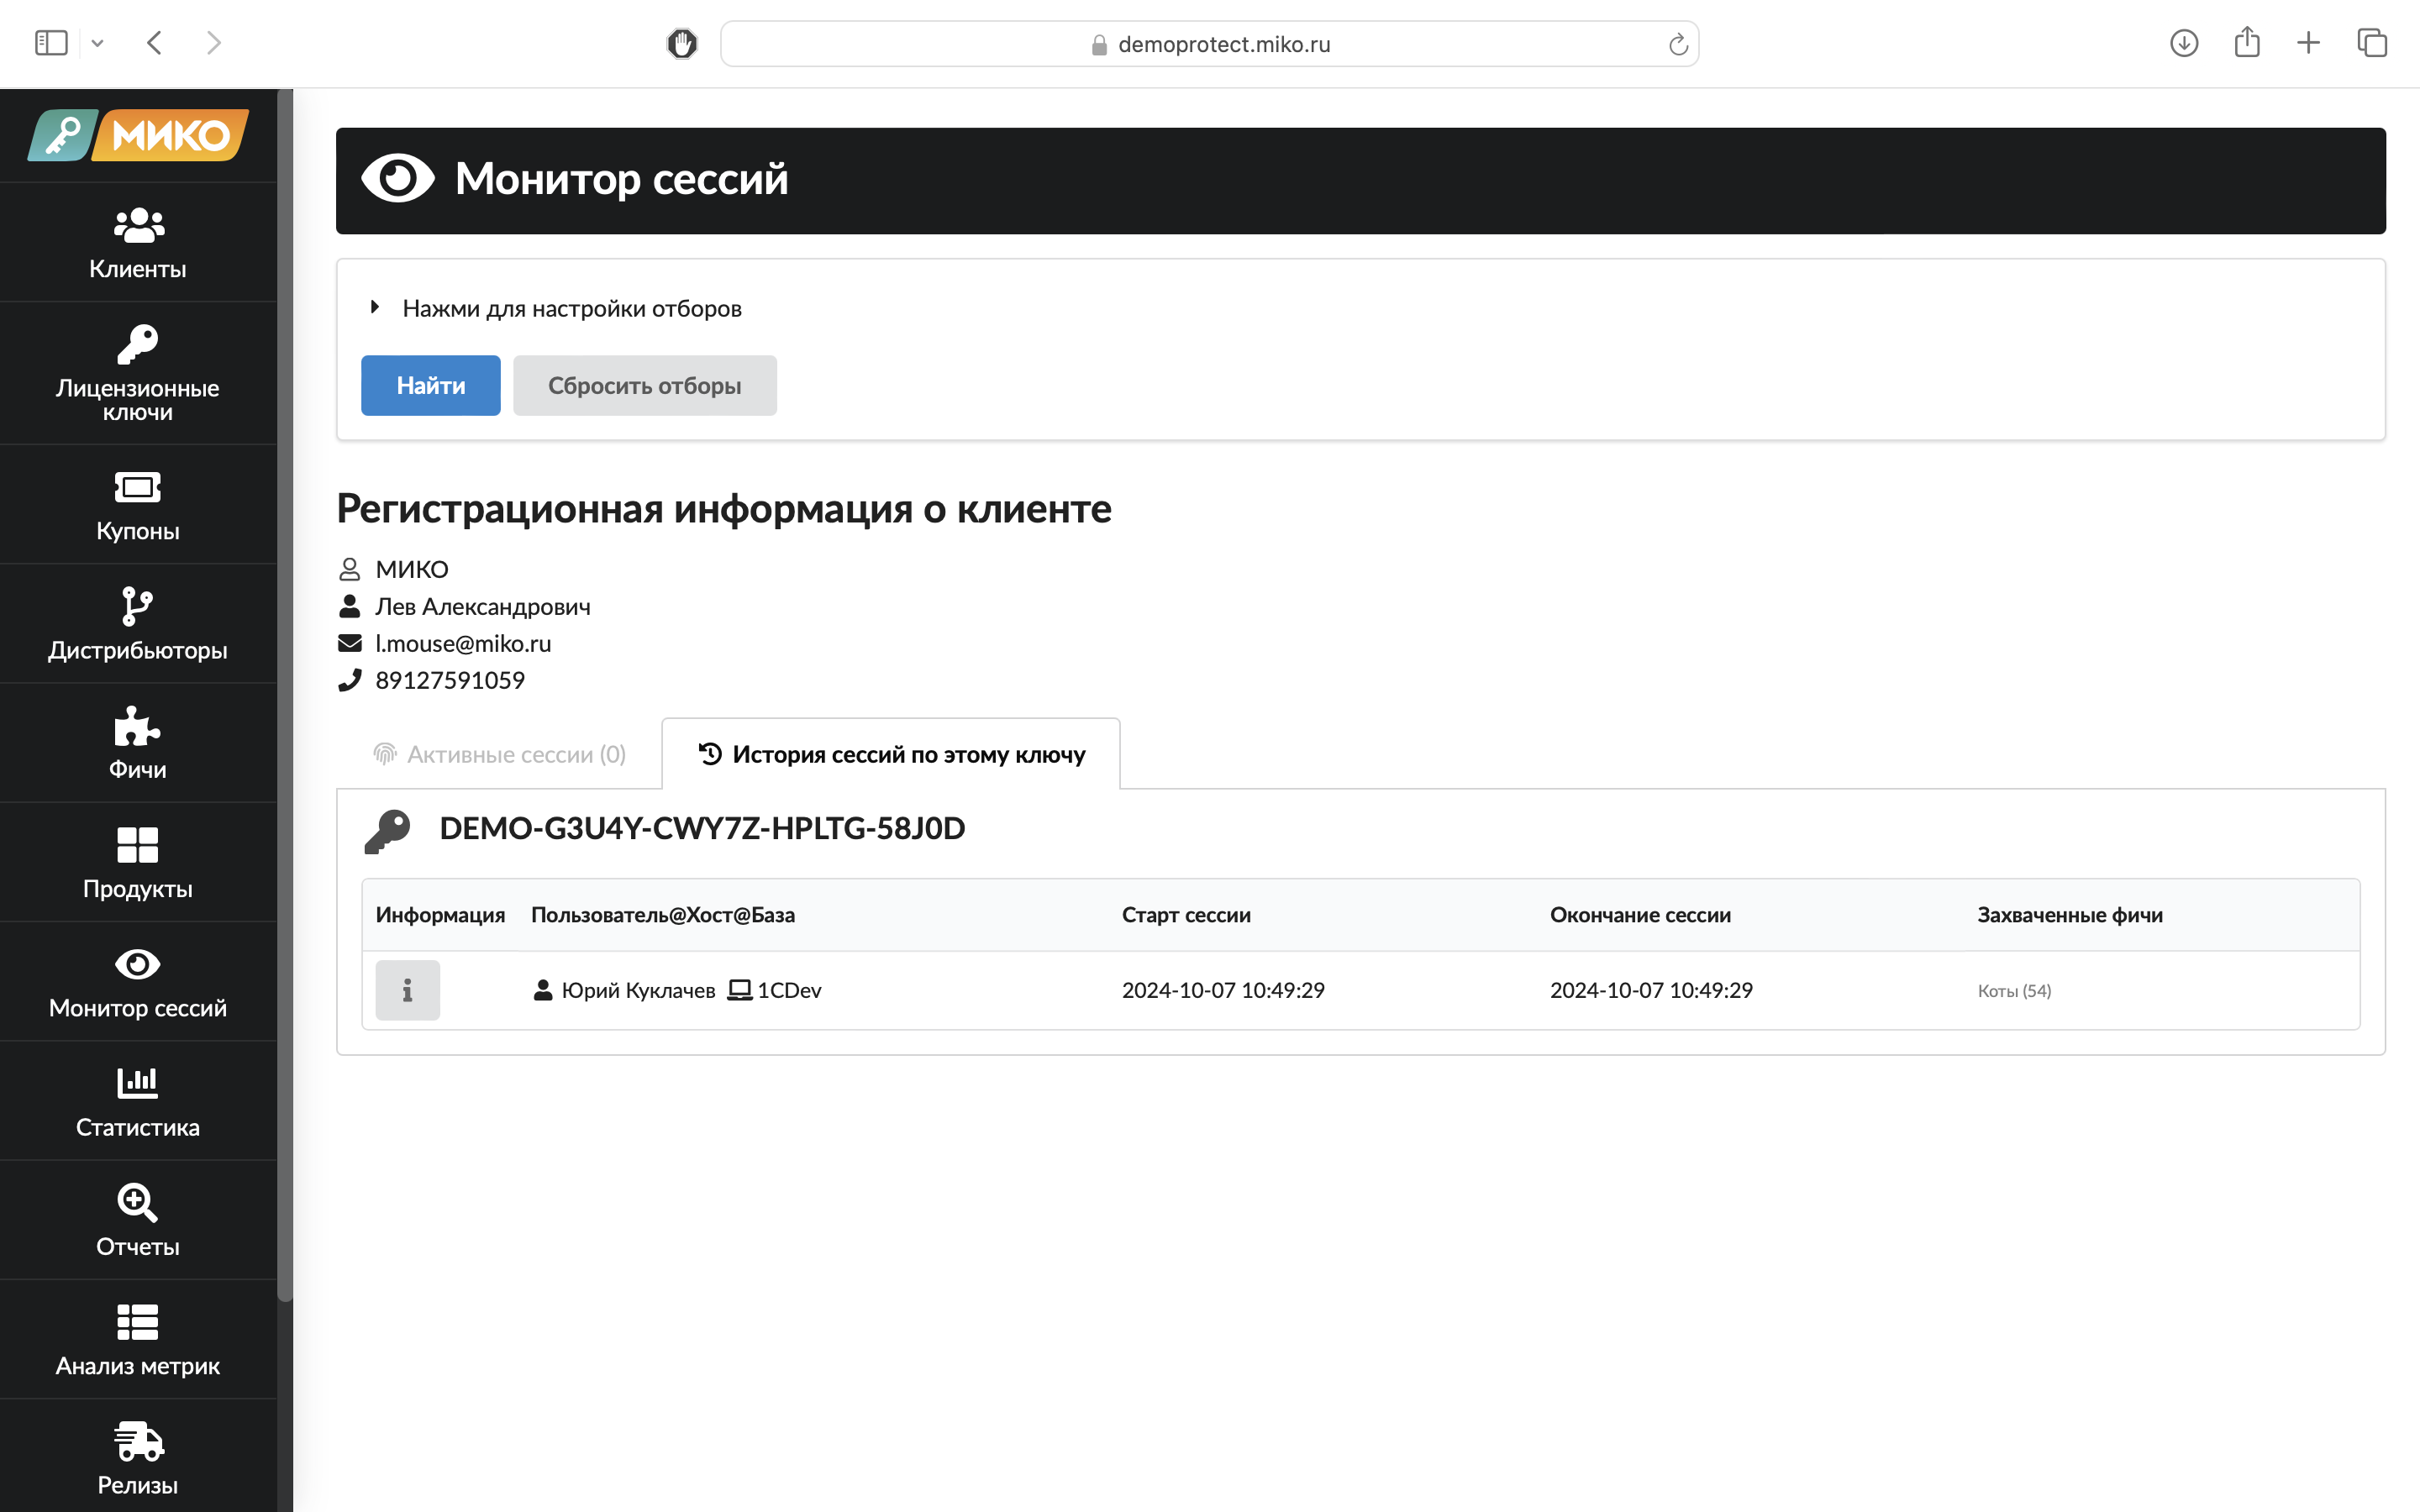 demoprotect.miko.ru
МИКО
Клиенты
Лицензионные
ключи
Купоны
Дистрибьюторы
Фичи
Продукты
Монитор сессий
Статистика
Отчеты
Анализ метрик
Релизы
Монитор сессий
Нажми для настройки отборов
Найти Сбросить отборы
Регистрационная информация о клиенте
МИКО
Лев Александрович
l.mouse@miko.ru
89127591059
Активные сессии (0) История сессий по этому ключу
DEMO-G3U4Y-CWY7Z-HPLTG-58J0D
Информация Пользователь@Хост@База Старт сессии Окончание сессии Захваченные фичи
Юрий Куклачев 1CDev 2024-10-07 10:49:29 2024-10-07 10:49:29 Коты (54)